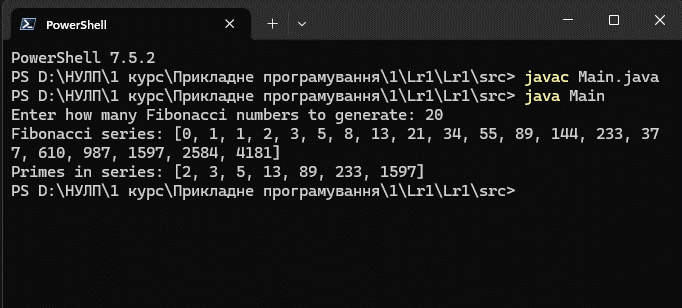 PowerShell
PowerShell 7.5.2
PS D:\НУЛП\1 курс\Прикладне програмування\1\Lr1\Lr1\src> javac Main.java
PS D:\НУЛП\1 курс\Прикладне програмування\1\Lr1\Lr1\src> java Main
Enter how many Fibonacci numbers to generate: 20
Fibonacci series: [0, 1, 1, 2, 3, 5, 8, 13, 21, 34, 55, 89, 144, 233, 37
7, 610, 987, 1597, 2584, 4181]
Primes in series: [2, 3, 5, 13, 89, 233, 1597]
PS D:\НУЛП\1 курс\Прикладне програмування\1\Lr1\Lr1\src>